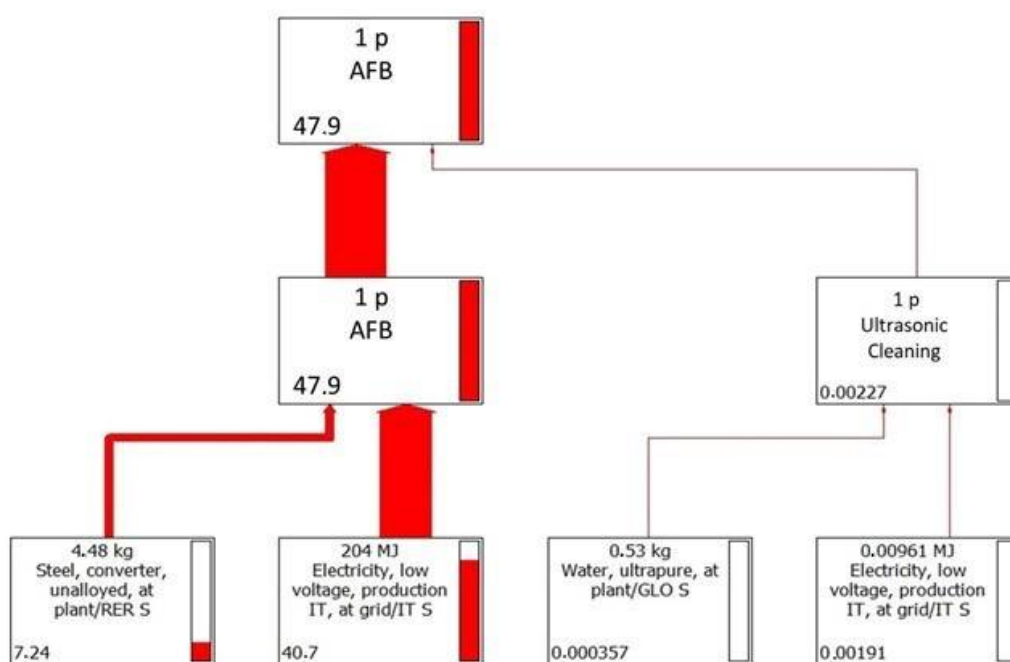 1 p
AFB
47.9
1 p
AFB
47.9
1 p
Ultrasonic
Cleaning
0.00227
4.48 kg
Steel, converter,
unalloyed, at
plant/RER S
7.24
204 MJ
Electricity, low
voltage, production
IT, at grid/IT S
40.7
0.53 kg
Water, ultrapure, at
plant/GLO S
0.000357
0.00961 MJ
Electricity, low
voltage, production
IT, at grid/IT S
0.00191